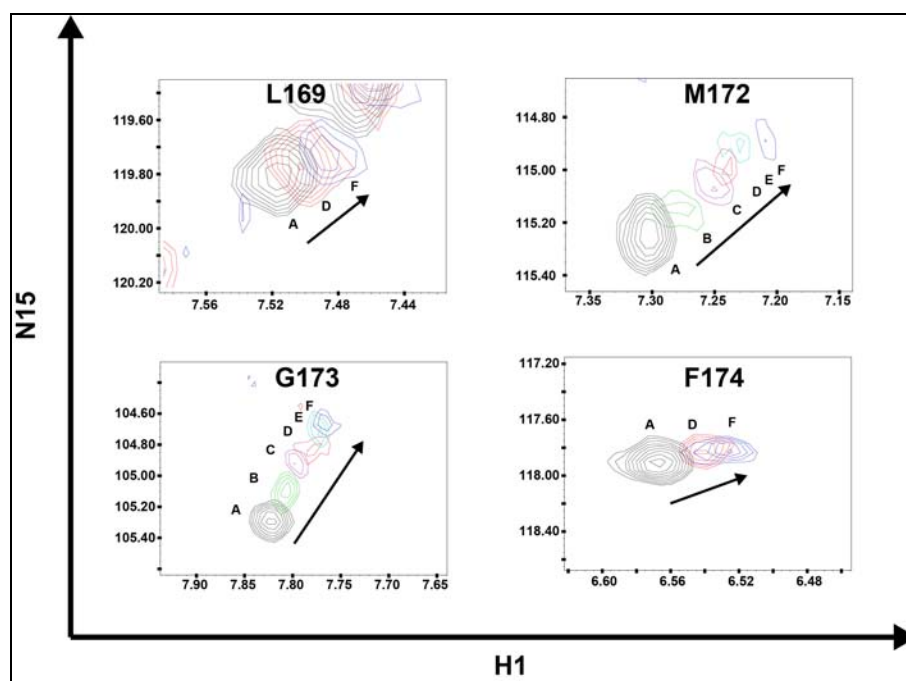 L169
119.60
119.80
120.00
120.20
7.56
7.52
7.48
7.44
A
D
F
M172
114.80
115.00
115.20
115.40
7.35
7.30
7.25
7.20
7.15
A
B
C
D
E
F
G173
104.60
104.80
105.00
105.20
105.40
7.90
7.85
7.80
7.75
7.70
7.65
A
B
C
D
E
F
F174
117.20
117.60
118.00
118.40
6.60
6.56
6.52
6.48
A
D
F
N15
H1